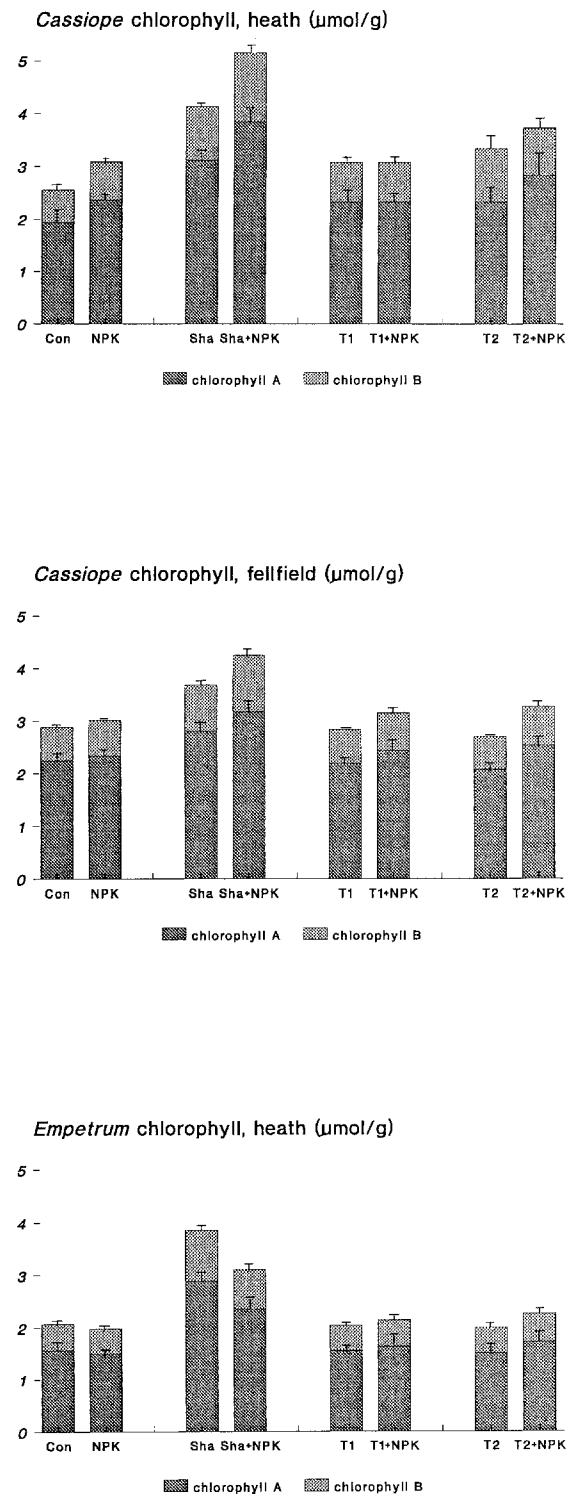 Cassiope chlorophyll, heath (µmol/g)
5
4
3
2
1
0
Con NPK Sha Sha+NPK T1 T1+NPK T2 T2+NPK
chlorophyll A chlorophyll B
Cassiope chlorophyll, fellfield (µmol/g)
5
4
3
2
1
0
Con NPK Sha Sha+NPK T1 T1+NPK T2 T2+NPK
chlorophyll A chlorophyll B
Empetrum chlorophyll, heath (µmol/g)
5
4
3
2
1
0
Con NPK Sha Sha+NPK T1 T1+NPK T2 T2+NPK
chlorophyll A chlorophyll B